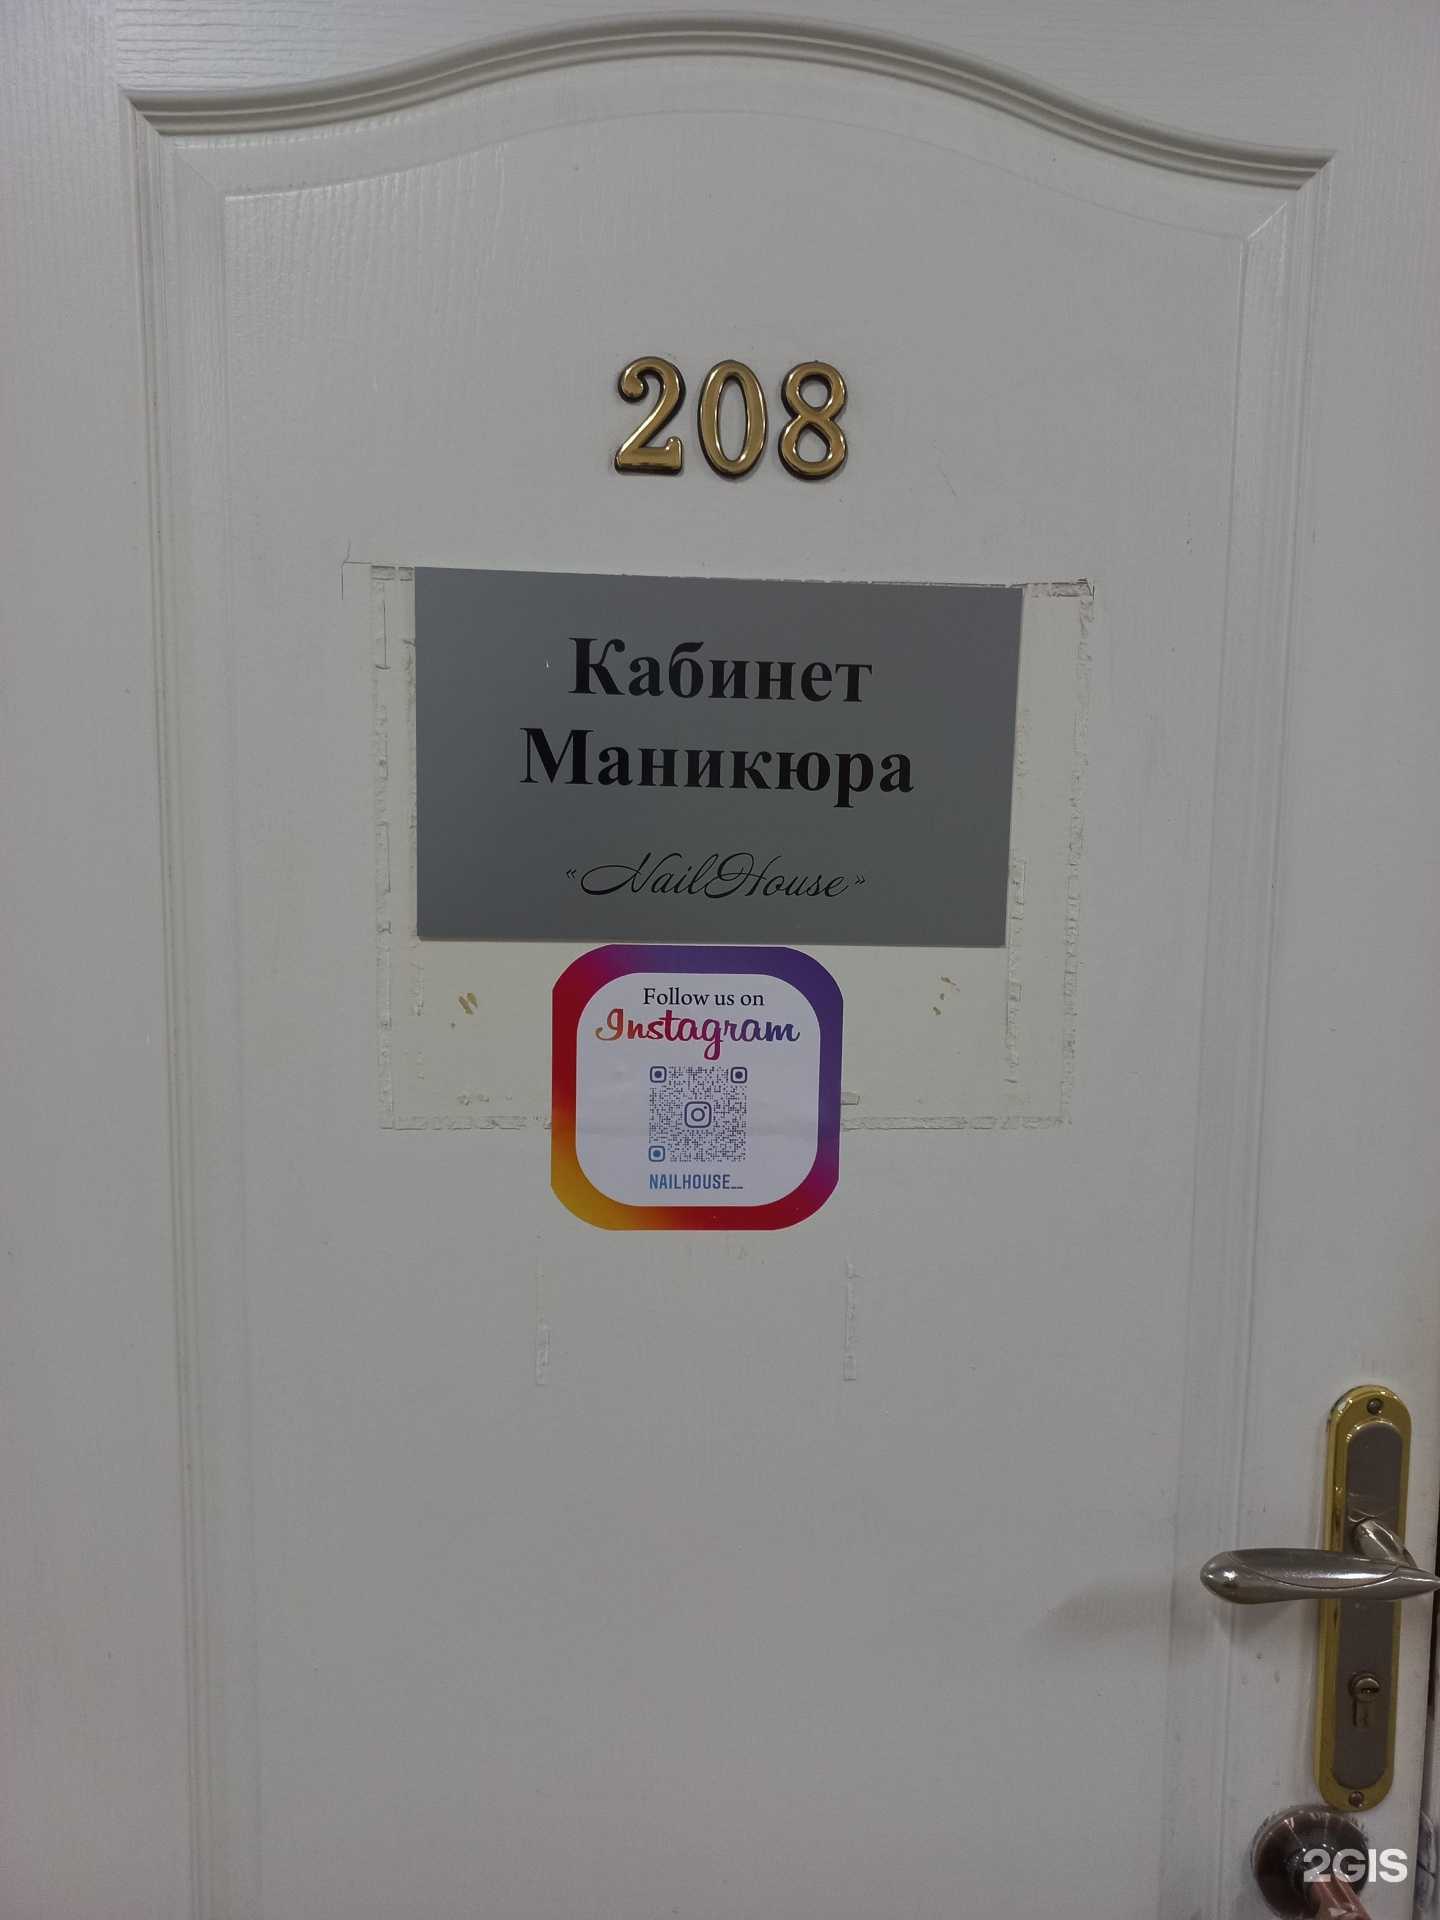 208
Кабинет
Маникюра
«NailHouse»
Follow us on
Instagram
NAILHOUSE__
2GIS